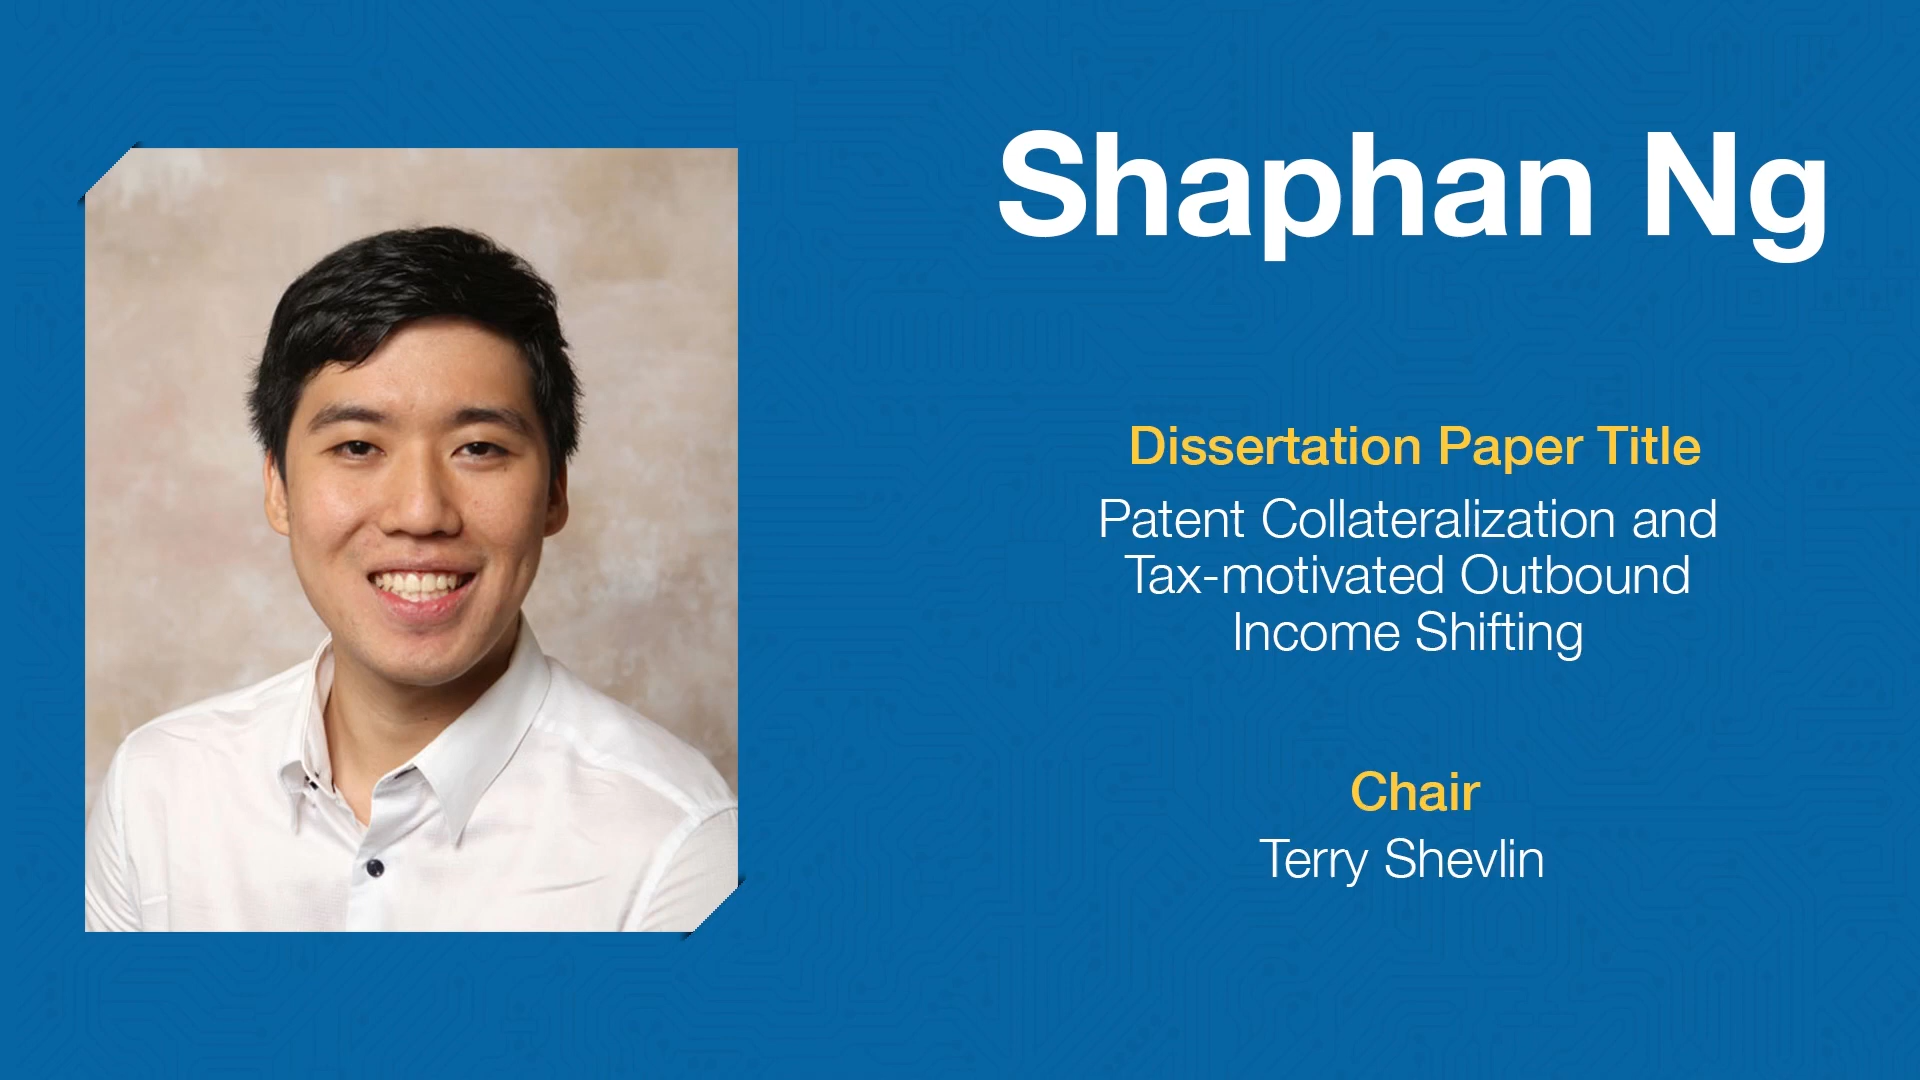 Shaphan Ng
Dissertation Paper Title
Patent Collateralization and
Tax-motivated Outbound
Income Shifting
Chair
Terry Shevlin